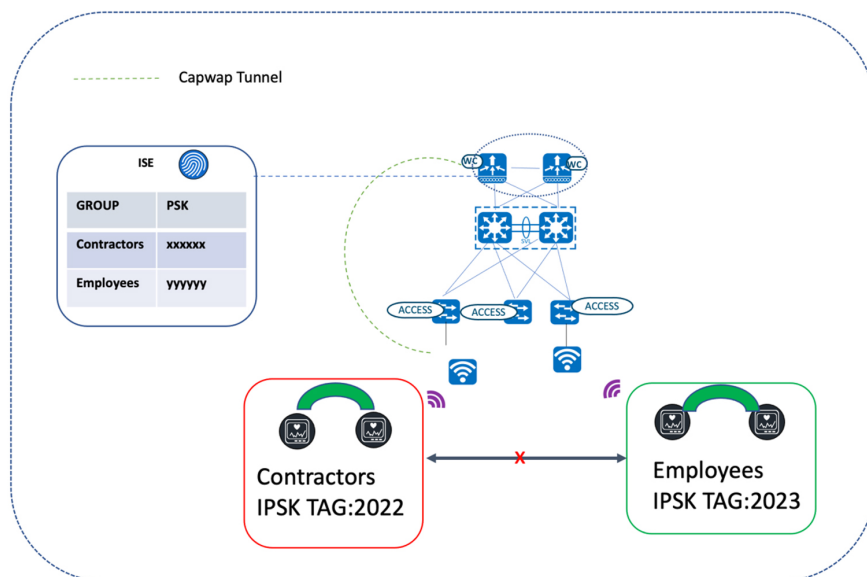 Capwap Tunnel
ISE
GROUP PSK
Contractors xxxxxx
Employees yyyyyy
WC
WC
SVL
ACCESS
ACCESS
ACCESS
X
Contractors
IPSK TAG:2022
Employees
IPSK TAG:2023